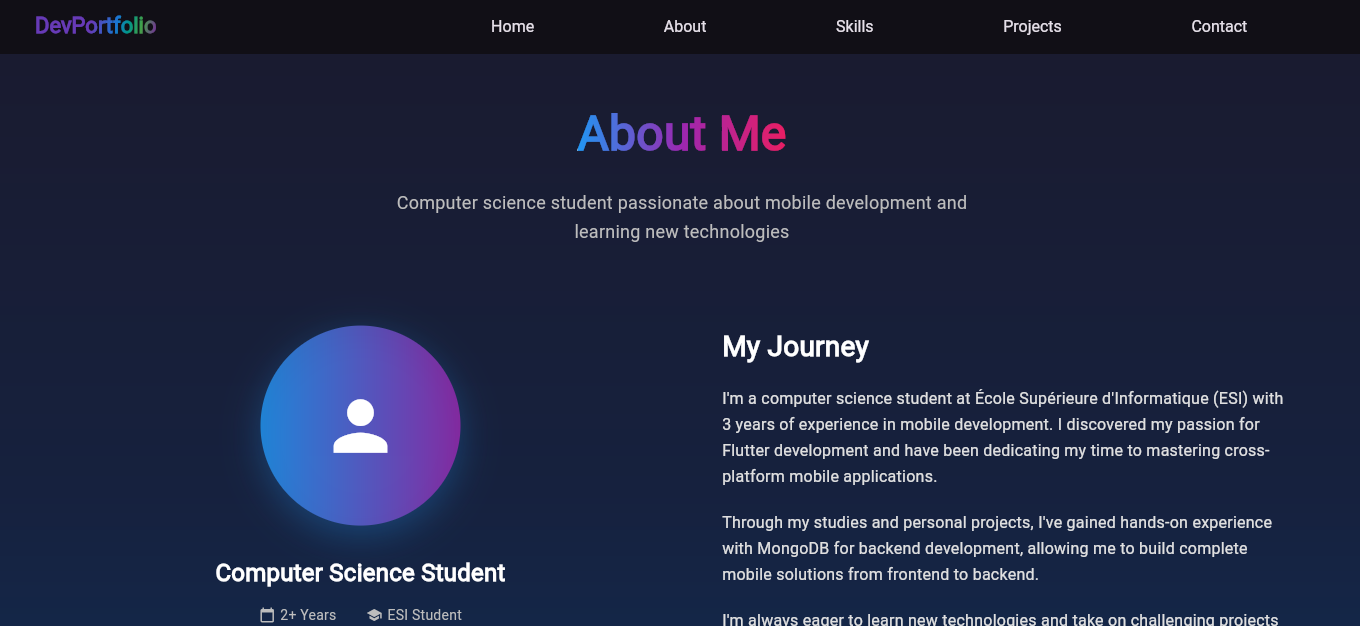 DevPortfolio
Home
About
Skills
Projects
Contact
About Me
Computer science student passionate about mobile development and
learning new technologies
My Journey
I'm a computer science student at École Supérieure d'Informatique (ESI) with
3 years of experience in mobile development. I discovered my passion for
Flutter development and have been dedicating my time to mastering cross-
platform mobile applications.
Through my studies and personal projects, I've gained hands-on experience
with MongoDB for backend development, allowing me to build complete
mobile solutions from frontend to backend.
I'm always eager to learn new technologies and take on challenging projects
Computer Science Student
2+ Years
ESI Student